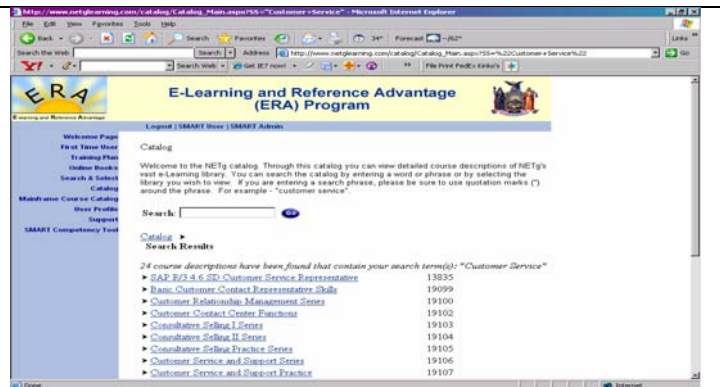 http://www.netglearning.com/catalog/Catalog_Main.aspx?SS="Customer+Service" - Microsoft Internet Explorer
File Edit View Favorites Tools Help
Back Search Favorites 34° Forecast /62° Links
Search the Web Search Address http://www.netglearning.com/catalog/Catalog_Main.aspx?SS=%22Customer+Service%22 Go
Y! Search Web Get IE7 now! File Print FedEx Kinko's
ERA
E-learning and Reference Advantage
E-Learning and Reference Advantage
(ERA) Program
Logout | SMART User | SMART Admin
Welcome Page
First Time User
Training Plan
Online Books
Search & Select
Catalog
Mainframe Course Catalog
User Profile
Support
SMART Competency Tool
Catalog
Welcome to the NETg catalog. Through this catalog you can view detailed course descriptions of NETg's
vast e-Learning library. You can search the catalog by entering a word or phrase or by selecting the
library you wish to view. If you are entering a search phrase, please be sure to use quotation marks (")
around the phrase. For example - "customer service".
Search: GO
Catalog ►
Search Results
24 course descriptions have been found that contain your search term(s): "Customer Service"
► SAP R/3 4.6 SD Customer Service Representative 13835
► Basic Customer Contact Representative Skills 19099
► Customer Relationship Management Series 19100
► Customer Contact Center Functions 19102
► Consultative Selling I Series 19103
► Consultative Selling II Series 19104
► Consultative Selling Practice Series 19105
► Customer Service and Support Series 19106
► Customer Service and Support Practice 19107
Done Internet